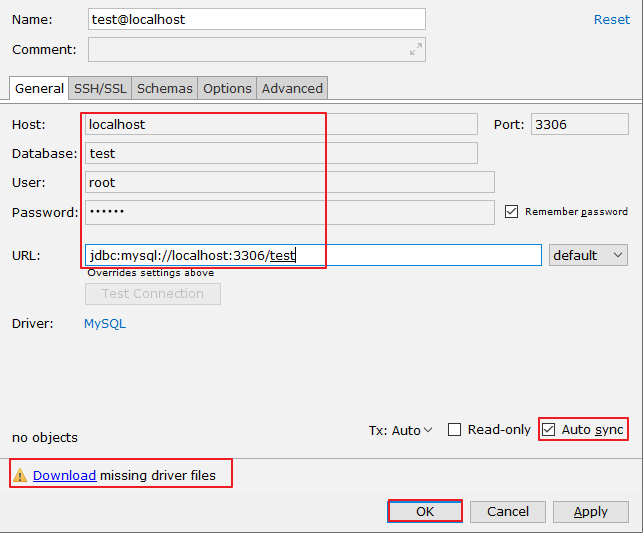 Name: test@localhost Reset
Comment:
General SSH/SSL Schemas Options Advanced
Host: localhost Port: 3306
Database: test
User: root
Password: •••••• Remember password
URL: jdbc:mysql://localhost:3306/test default
Overrides settings above
Test Connection
Driver: MySQL
no objects Tx: Auto Read-only Auto sync
Download missing driver files
OK Cancel Apply